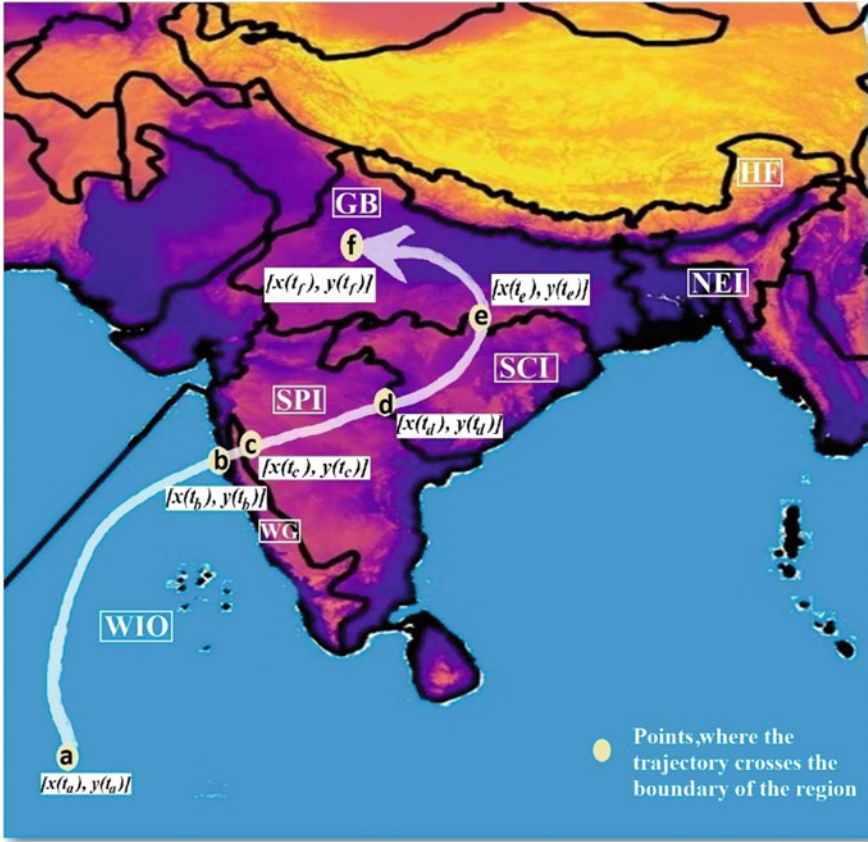 HF
GB
f
[x(t_f), y(t_f)]
[x(t_e), y(t_e)]
NEI
e
SCI
SPI
d
[x(t_d), y(t_d)]
c
b
[x(t_c), y(t_c)]
[x(t_b), y(t_b)]
WG
WIO
a
[x(t_a), y(t_a)]
Points,where the
trajectory crosses the
boundary of the region